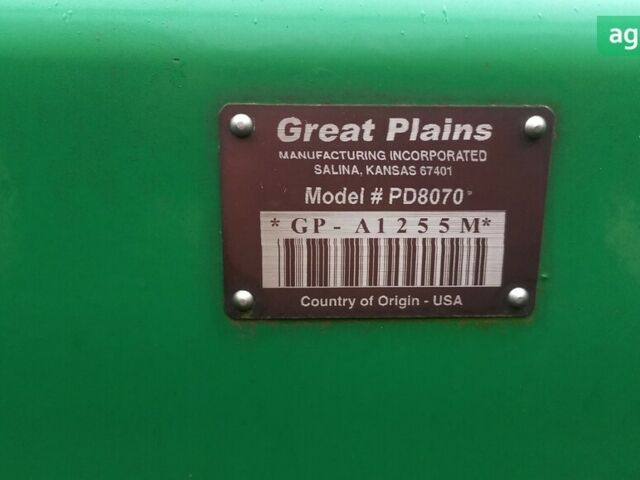 ag
Great Plains
MANUFACTURING INCORPORATED
SALINA, KANSAS 67401
Model # PD8070
*GP-A1255M*
Country of Origin - USA